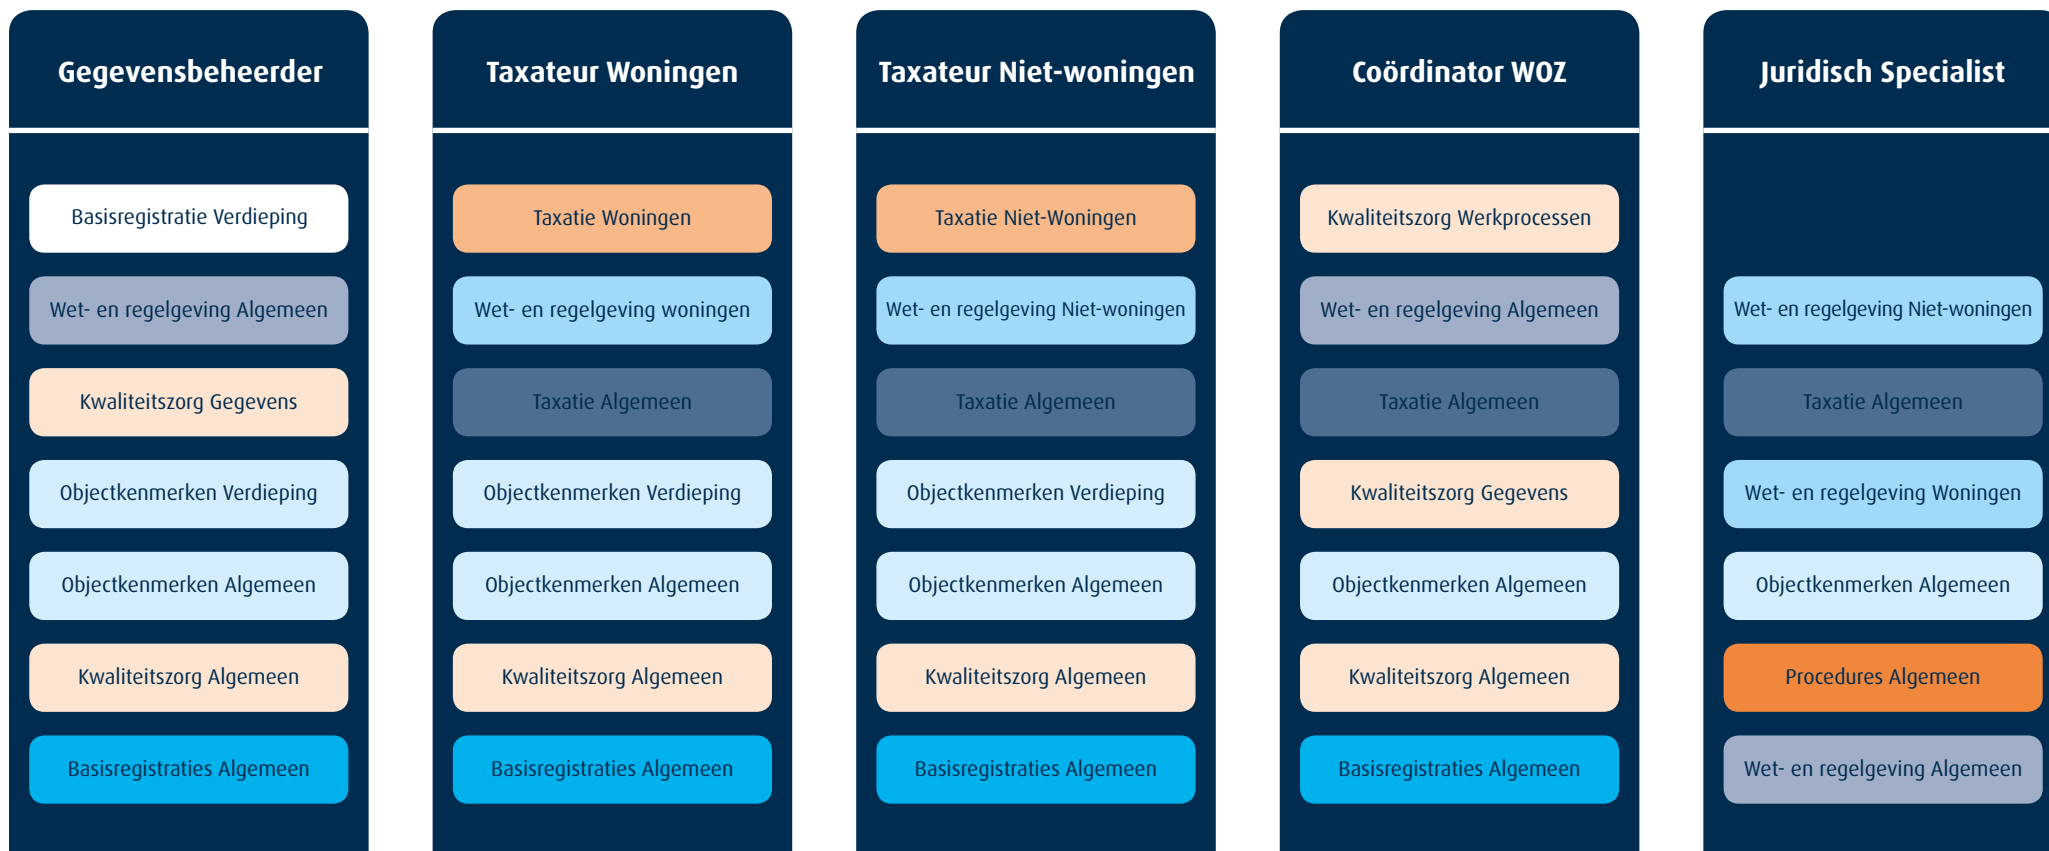 Gegevensbeheerder
Basisregistratie Verdieping
Wet- en regelgeving Algemeen
Kwaliteitszorg Gegevens
Objectkenmerken Verdieping
Objectkenmerken Algemeen
Kwaliteitszorg Algemeen
Basisregistraties Algemeen
Taxateur Woningen
Taxatie Woningen
Wet- en regelgeving woningen
Taxatie Algemeen
Objectkenmerken Verdieping
Objectkenmerken Algemeen
Kwaliteitszorg Algemeen
Basisregistraties Algemeen
Taxateur Niet-woningen
Taxatie Niet-Woningen
Wet- en regelgeving Niet-woningen
Taxatie Algemeen
Objectkenmerken Verdieping
Objectkenmerken Algemeen
Kwaliteitszorg Algemeen
Basisregistraties Algemeen
Coördinator WOZ
Kwaliteitszorg Werkprocessen
Wet- en regelgeving Algemeen
Taxatie Algemeen
Kwaliteitszorg Gegevens
Objectkenmerken Algemeen
Kwaliteitszorg Algemeen
Basisregistraties Algemeen
Juridisch Specialist
Wet- en regelgeving Niet-woningen
Taxatie Algemeen
Wet- en regelgeving Woningen
Objectkenmerken Algemeen
Procedures Algemeen
Wet- en regelgeving Algemeen